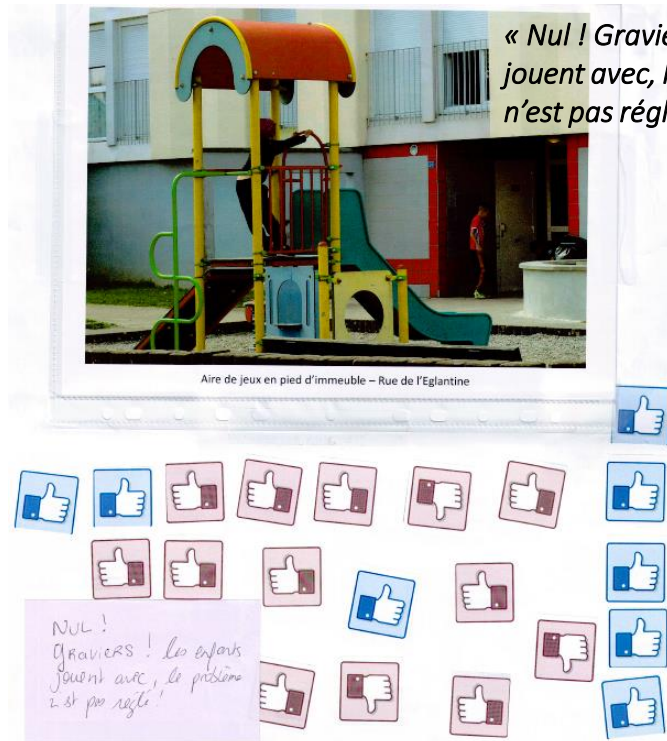 « Nul ! Gravie
jouent avec, l
n'est pas régl
Aire de jeux en pied d'immeuble – Rue de l'Eglantine
NUL !
GRAVIERS ! les enfants
jouent avec, le problème
n'est pas réglé !